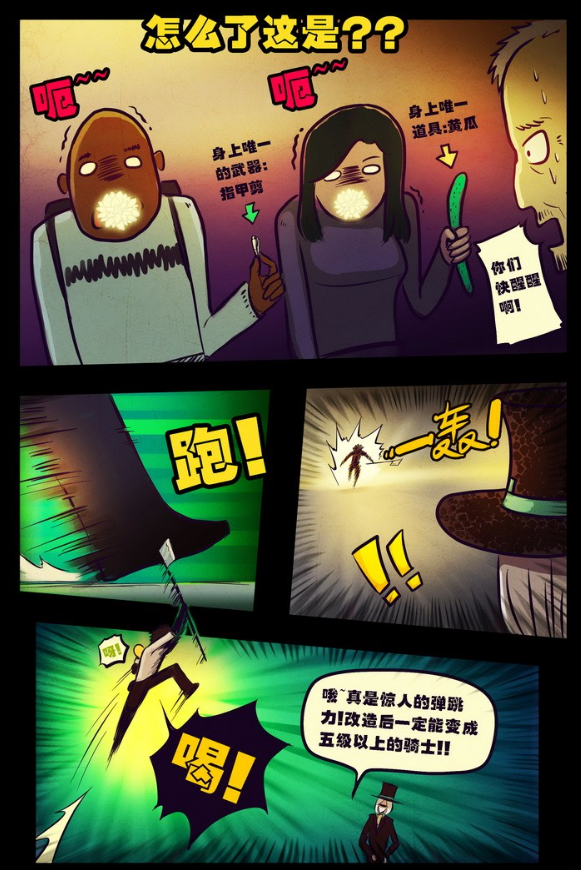 怎么了这是??
呃~~
呃~~
身上唯一
的武器:
指甲剪
身上唯一
道具:黄瓜
你们
快醒醒
啊!
跑!
一轰!
!!
呀!
喝!
哦~真是惊人的弹跳
力!改造后一定能变成
五级以上的骑士!!